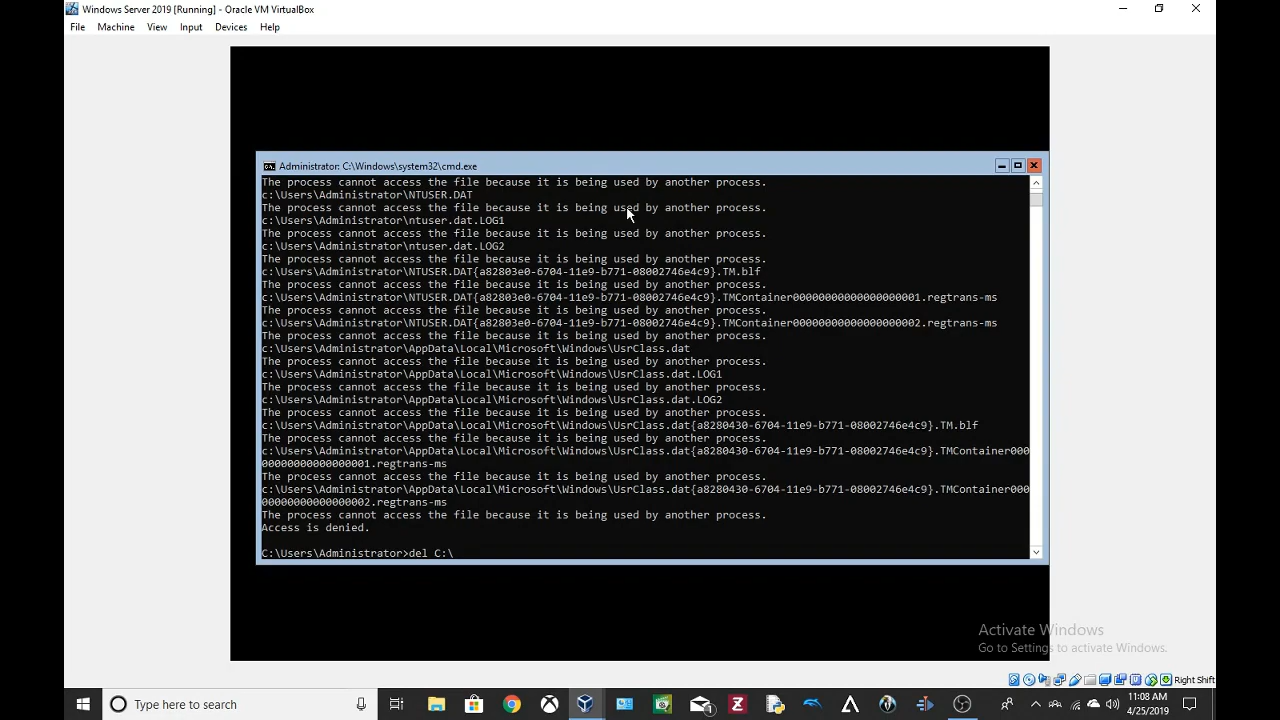 Windows Server 2019 [Running] - Oracle VM VirtualBox
File Machine View Input Devices Help
Administrator: C:\Windows\system32\cmd.exe
The process cannot access the file because it is being used by another process.
c:\Users\Administrator\NTUSER.DAT
The process cannot access the file because it is being used by another process.
c:\Users\Administrator\ntuser.dat.LOG1
The process cannot access the file because it is being used by another process.
c:\Users\Administrator\ntuser.dat.LOG2
The process cannot access the file because it is being used by another process.
c:\Users\Administrator\NTUSER.DAT{a82803e0-6704-11e9-b771-08002746e4c9}.TM.blf
The process cannot access the file because it is being used by another process.
c:\Users\Administrator\NTUSER.DAT{a82803e0-6704-11e9-b771-08002746e4c9}.TMContainer00000000000000000001.regtrans-ms
The process cannot access the file because it is being used by another process.
c:\Users\Administrator\NTUSER.DAT{a82803e0-6704-11e9-b771-08002746e4c9}.TMContainer00000000000000000002.regtrans-ms
The process cannot access the file because it is being used by another process.
c:\Users\Administrator\AppData\Local\Microsoft\Windows\UsrClass.dat
The process cannot access the file because it is being used by another process.
c:\Users\Administrator\AppData\Local\Microsoft\Windows\UsrClass.dat.LOG1
The process cannot access the file because it is being used by another process.
c:\Users\Administrator\AppData\Local\Microsoft\Windows\UsrClass.dat.LOG2
The process cannot access the file because it is being used by another process.
c:\Users\Administrator\AppData\Local\Microsoft\Windows\UsrClass.dat{a8280430-6704-11e9-b771-08002746e4c9}.TM.blf
The process cannot access the file because it is being used by another process.
c:\Users\Administrator\AppData\Local\Microsoft\Windows\UsrClass.dat{a8280430-6704-11e9-b771-08002746e4c9}.TMContainer000
00000000000000001.regtrans-ms
The process cannot access the file because it is being used by another process.
c:\Users\Administrator\AppData\Local\Microsoft\Windows\UsrClass.dat{a8280430-6704-11e9-b771-08002746e4c9}.TMContainer000
00000000000000002.regtrans-ms
The process cannot access the file because it is being used by another process.
Access is denied.
C:\Users\Administrator>del C:\
Activate Windows
Go to Settings to activate Windows.
Right Shift
Type here to search
11:08 AM
4/25/2019